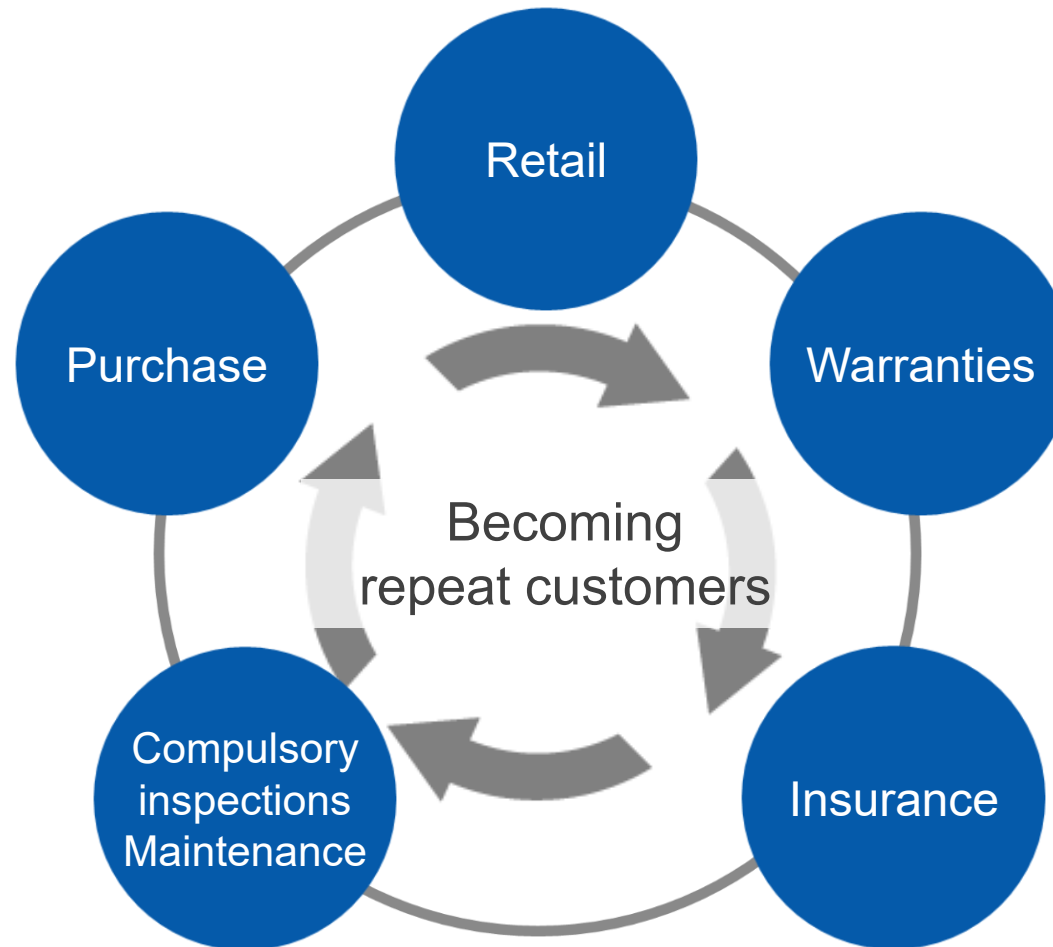 Retail
Purchase
Warranties
Becoming
repeat customers
Compulsory
inspections
Maintenance
Insurance